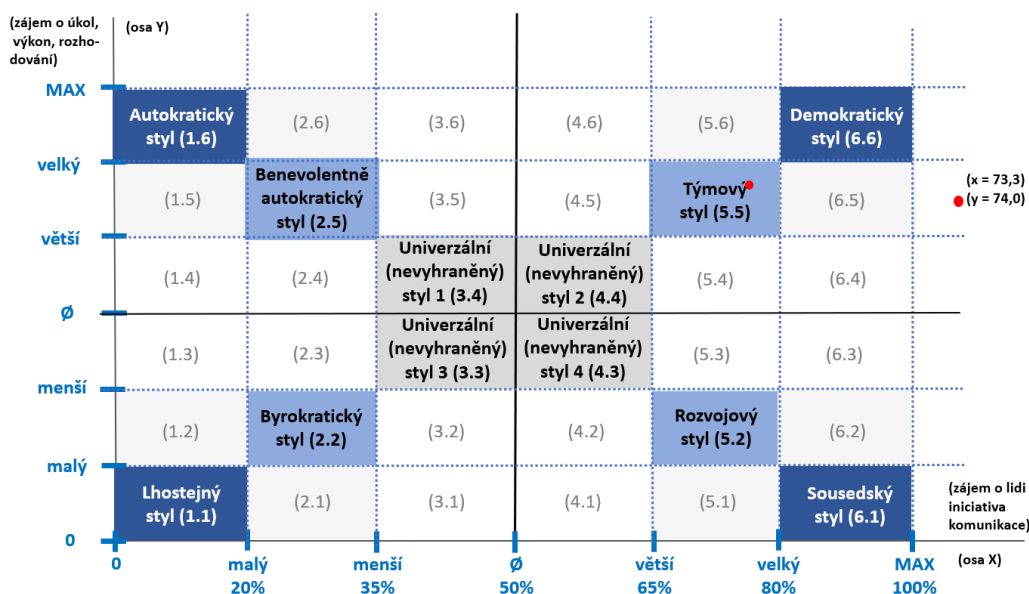 (zájem o úkol,
výkon, rozho-
dování)
(osa Y)
MAX
Autokratický
styl (1.6)
(2.6)
(3.6)
(4.6)
(5.6)
Demokratický
styl (6.6)
velký
(1.5)
Benevolentně
autokratický
styl (2.5)
(3.5)
(4.5)
Týmový
styl (5.5)
(6.5)
(x = 73,3)
(y = 74,0)
větší
(1.4)
(2.4)
Univerzální
(nevyhraněný)
styl 1 (3.4)
Univerzální
(nevyhraněný)
styl 2 (4.4)
(5.4)
(6.4)
Ø
(1.3)
(2.3)
Univerzální
(nevyhraněný)
styl 3 (3.3)
Univerzální
(nevyhraněný)
styl 4 (4.3)
(5.3)
(6.3)
menší
(1.2)
Byrokratický
styl (2.2)
(3.2)
(4.2)
Rozvojový
styl (5.2)
(6.2)
malý
Lhostejný
styl (1.1)
(2.1)
(3.1)
(4.1)
(5.1)
Sousedský
styl (6.1)
(zájem o lidi
iniciativa
komunikace)
0
0
malý
20%
menší
35%
Ø
50%
větší
65%
velký
80%
MAX
100%
(osa X)